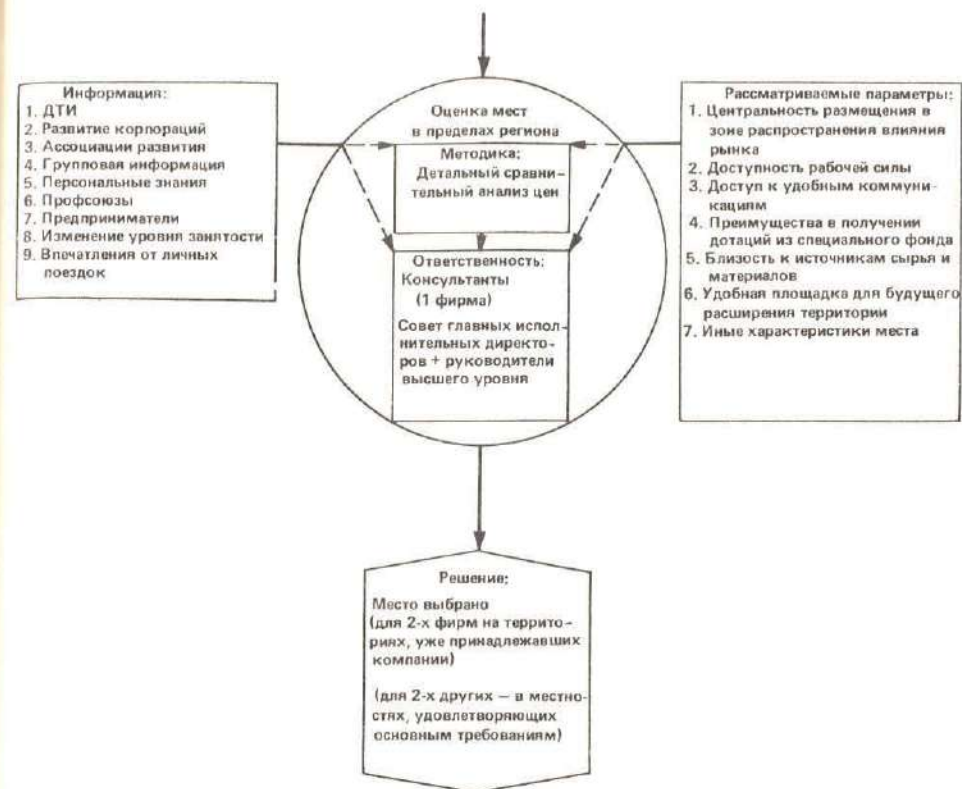 Информация:
1. ДТИ
2. Развитие корпораций
3. Ассоциации развития
4. Групповая информация
5. Персональные знания
6. Профсоюзы
7. Предприниматели
8. Изменение уровня занятости
9. Впечатления от личных
поездок
Оценка мест
в пределах региона
Методика:
Детальный сравни-
тельный анализ цен
Ответственность:
Консультанты
(1 фирма)
Совет главных испол-
нительных директо-
ров + руководители
высшего уровня
Рассматриваемые параметры:
1. Центральность размещения в
зоне распространения влияния
рынка
2. Доступность рабочей силы
3. Доступ к удобным коммуни-
кациям
4. Преимущества в получении
дотаций из специального фонда
5. Близость к источникам сырья и
материалов
6. Удобная площадка для будущего
расширения территории
7. Иные характеристики места
Решение:
Место выбрано
(для 2-х фирм на террито-
риях, уже принадлежавших
компании)
(для 2-х других — в местно-
стях, удовлетворяющих
основным требованиям)